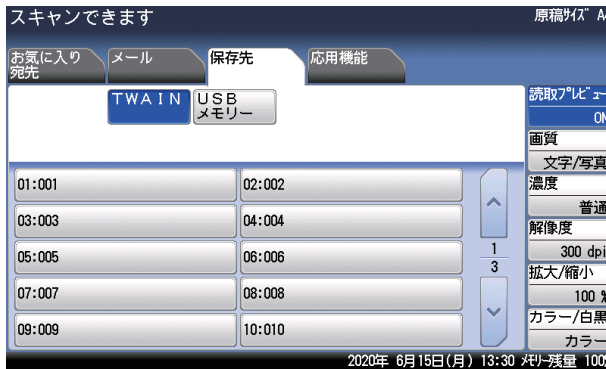 スキャンできます
原稿ｻｲｽﾞ A4
お気に入り
宛先
メール
保存先
応用機能
TWAIN
USB
メモリー
読取ﾌﾟﾚﾋﾞｭー
ON
画質
文字/写真
濃度
普通
解像度
300 dpi
拡大/縮小
100 %
カラー/白黒
カラー
01:001
02:002
03:003
04:004
05:005
06:006
07:007
08:008
09:009
10:010
1
3
2020年 6月15日(月) 13:30 ﾒﾓﾘｰ残量 100%